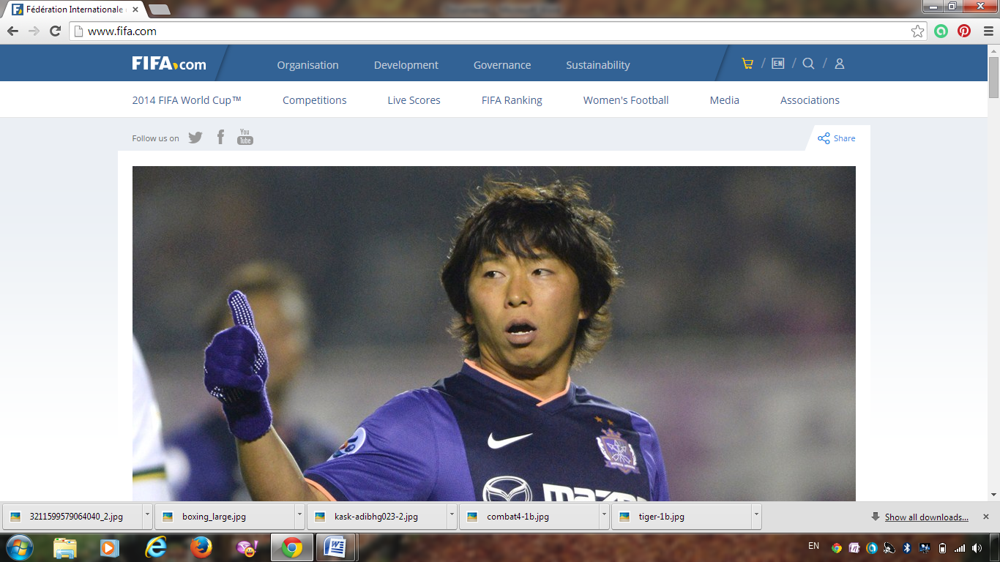 Fédération Internationale
www.fifa.com
FIFA.com
Organisation Development Governance Sustainability
EN
2014 FIFA World Cup™ Competitions Live Scores FIFA Ranking Women's Football Media Associations
Follow us on
You Tube
Share
mazda
3211599579064040_2.jpg boxing_large.jpg kask-adibhg023-2.jpg combat4-1b.jpg tiger-1b.jpg Show all downloads...
EN